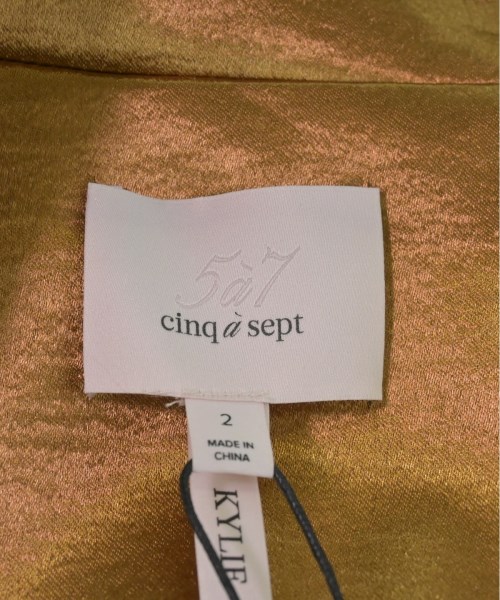 5à7
cinq à sept
2
MADE IN
CHINA
KYLIE